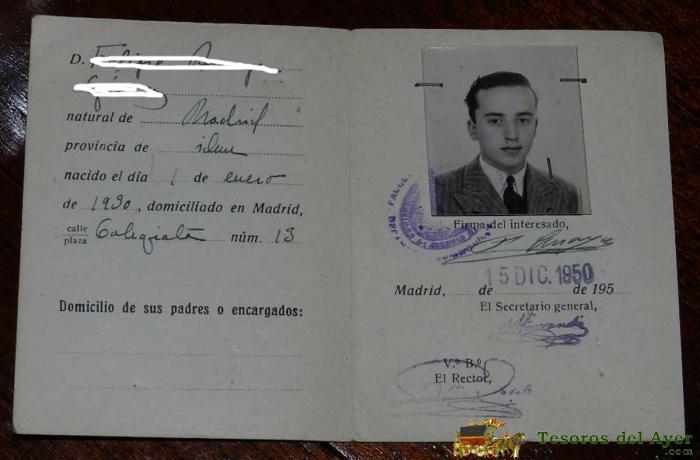 D.
natural de Madrid
provincia de idem
nacido el día 1 de enero
de 1930, domiciliado en Madrid,
calle
plaza
Colegiata núm. 13
Domicilio de sus padres o encargados:
Firma del interesado,
15 DIC. 1950
Madrid, de de 195
El Secretario general,
V.º B.º
El Rector,
Tesoros del Ayer
.com